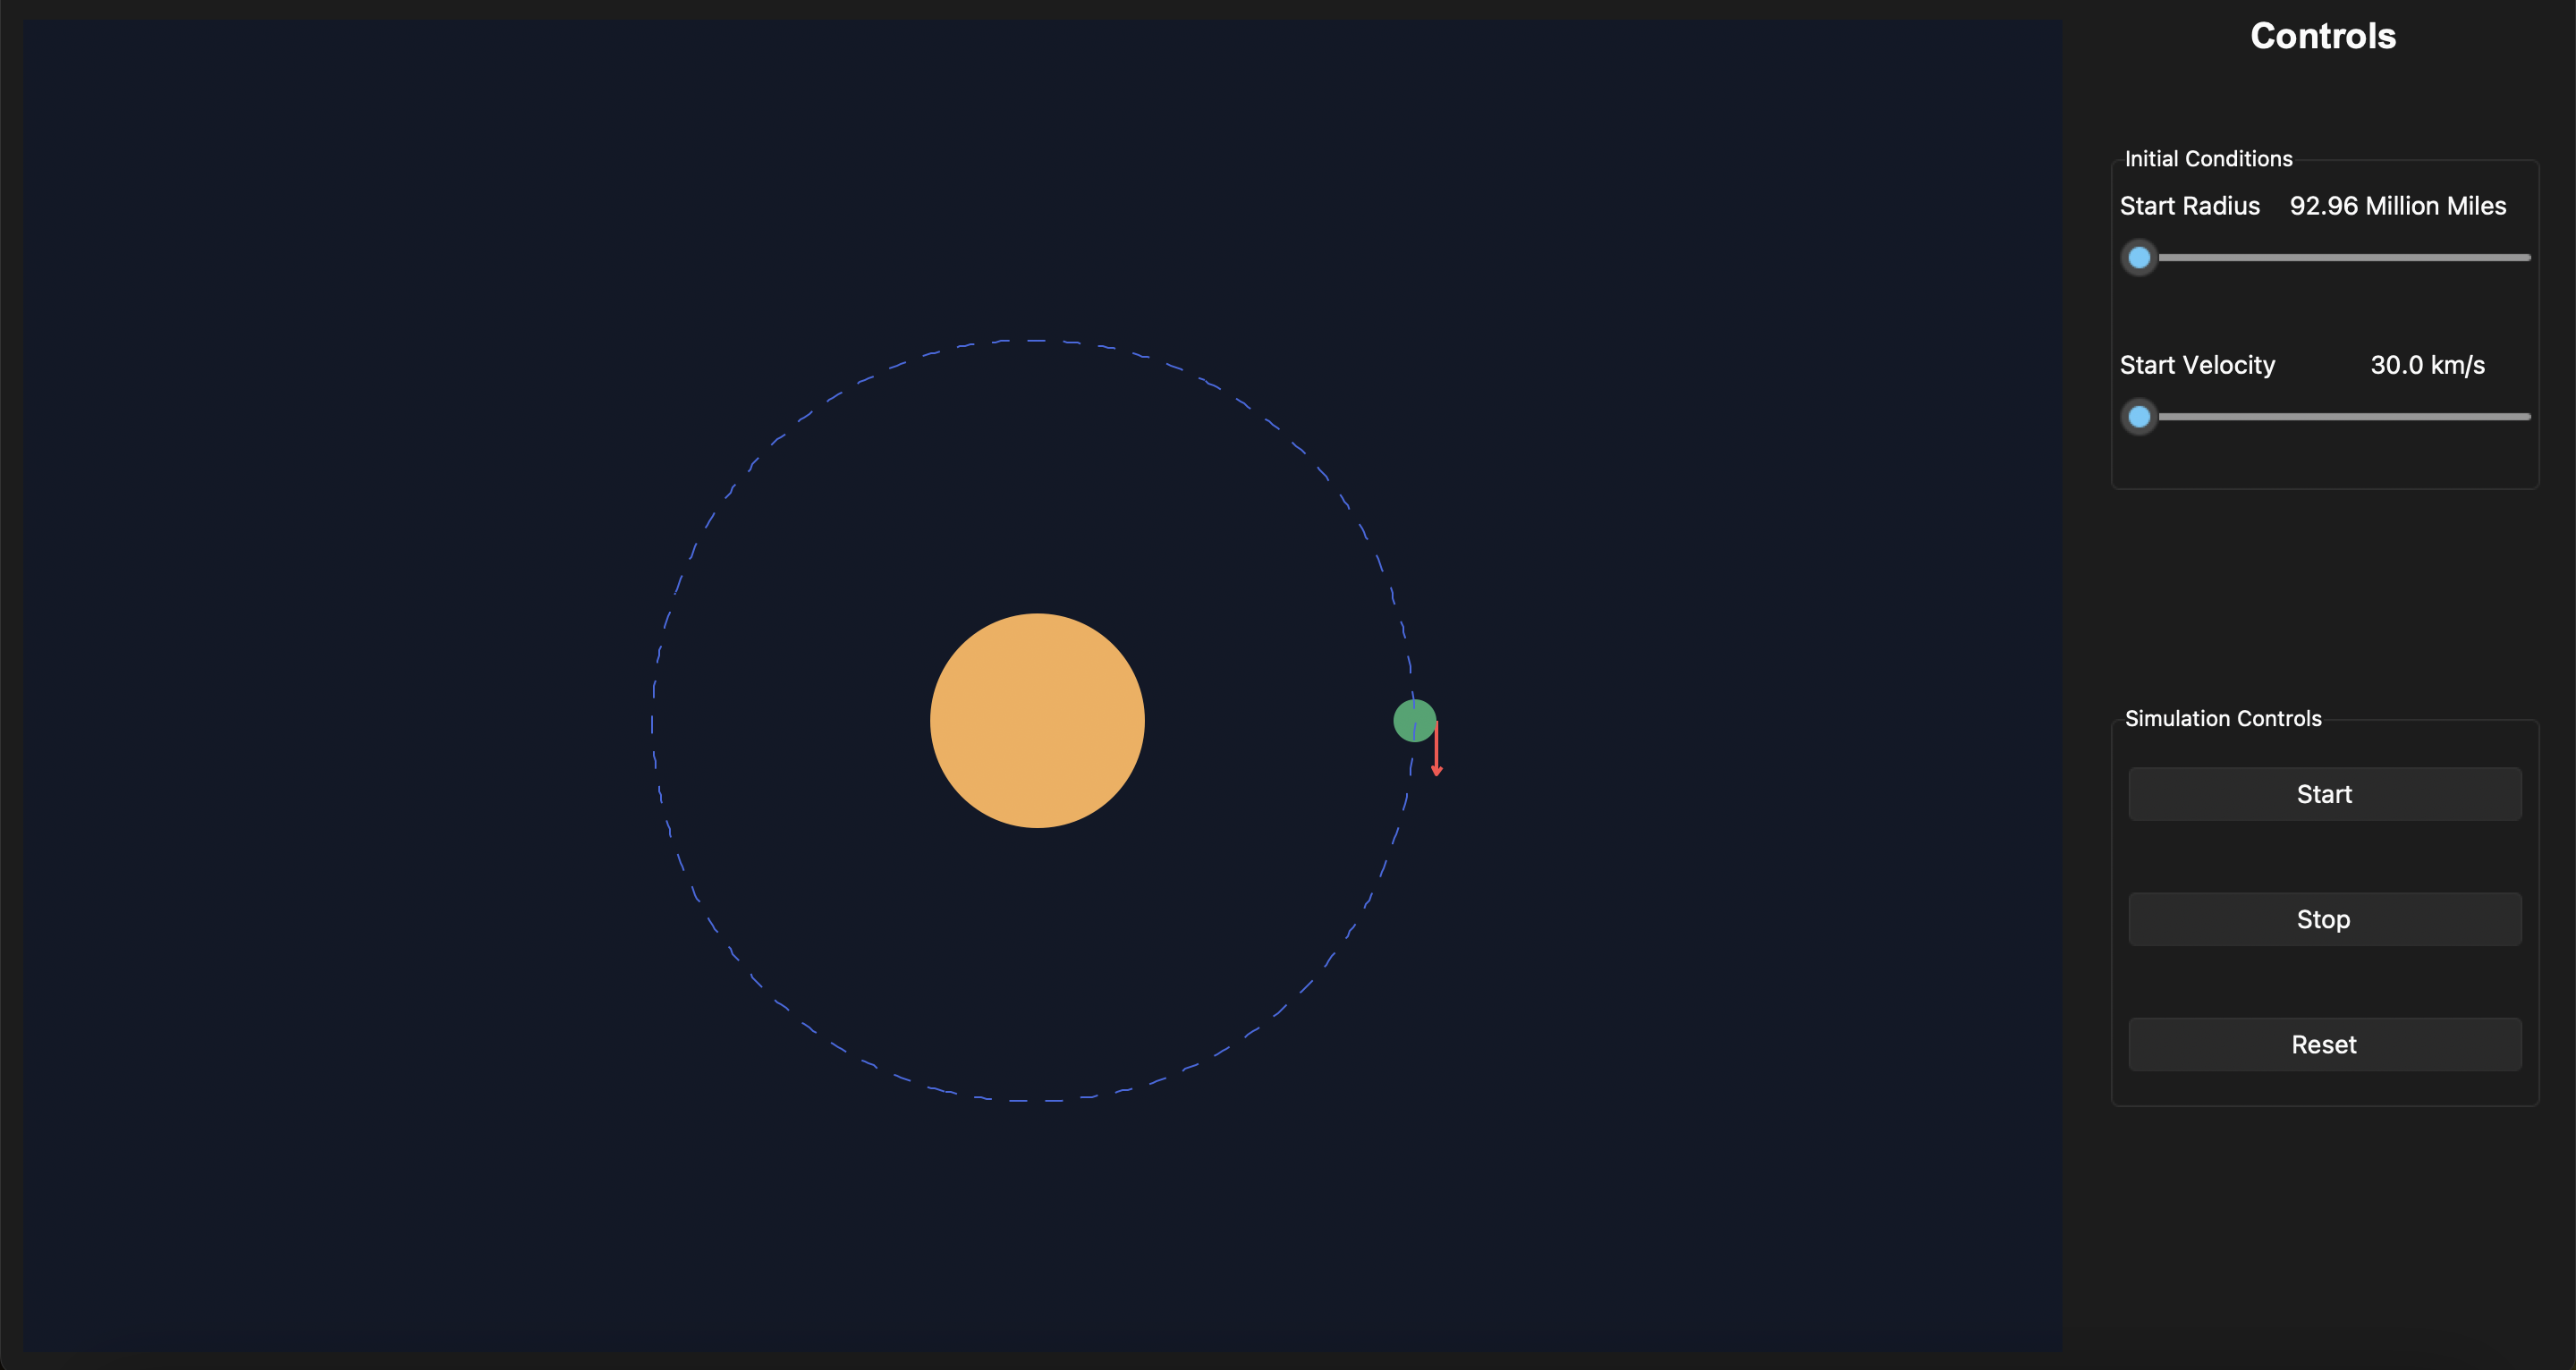 Controls
Initial Conditions
Start Radius 92.96 Million Miles
Start Velocity 30.0 km/s
Simulation Controls
Start
Stop
Reset